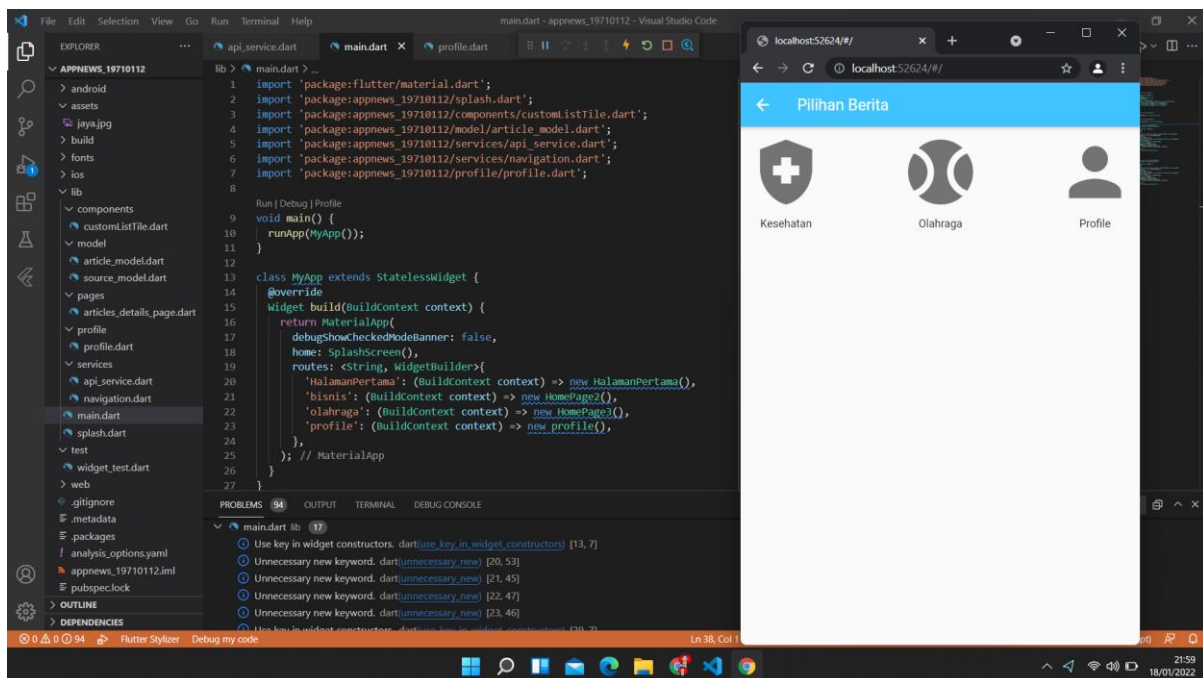 File Edit Selection View Go Run Terminal Help
main.dart - appnews_19710112 - Visual Studio Code
EXPLORER
APPNEWS_19710112
android
assets
jaya.jpg
build
fonts
ios
lib
components
customListTile.dart
model
article_model.dart
source_model.dart
pages
articles_details_page.dart
profile
profile.dart
services
api_service.dart
navigation.dart
main.dart
splash.dart
test
widget_test.dart
web
.gitignore
.metadata
.packages
analysis_options.yaml
appnews_19710112.iml
pubspec.lock
OUTLINE
DEPENDENCIES
1
api_service.dart main.dart profile.dart
lib > main.dart > ...
1 import 'package:flutter/material.dart';
2 import 'package:appnews_19710112/splash.dart';
3 import 'package:appnews_19710112/components/customListTile.dart';
4 import 'package:appnews_19710112/model/article_model.dart';
5 import 'package:appnews_19710112/services/api_service.dart';
6 import 'package:appnews_19710112/services/navigation.dart';
7 import 'package:appnews_19710112/profile/profile.dart';
8
Run | Debug | Profile
9 void main() {
10 runApp(MyApp());
11 }
12
13 class MyApp extends StatelessWidget {
14 @override
15 Widget build(BuildContext context) {
16 return MaterialApp(
17 debugShowCheckedModeBanner: false,
18 home: SplashScreen(),
19 routes: <String, WidgetBuilder>{
20 'HalamanPertama': (BuildContext context) => new HalamanPertama(),
21 'bisnis': (BuildContext context) => new HomePage2(),
22 'olahraga': (BuildContext context) => new HomePage3(),
23 'profile': (BuildContext context) => new profile(),
24 },
25 ); // MaterialApp
26 }
27 }
PROBLEMS 94 OUTPUT TERMINAL DEBUG CONSOLE
main.dart lib 17
Use key in widget constructors. dart(use_key_in_widget_constructors) [13, 7]
Unnecessary new keyword. dart(unnecessary_new) [20, 53]
Unnecessary new keyword. dart(unnecessary_new) [21, 45]
Unnecessary new keyword. dart(unnecessary_new) [22, 47]
Unnecessary new keyword. dart(unnecessary_new) [23, 46]
localhost:52624/#/
localhost:52624/#/
Pilihan Berita
Kesehatan Olahraga Profile
0 0 94 Flutter Stylizer Debug my code
Ln 38, Col 1
21:59
18/01/2022